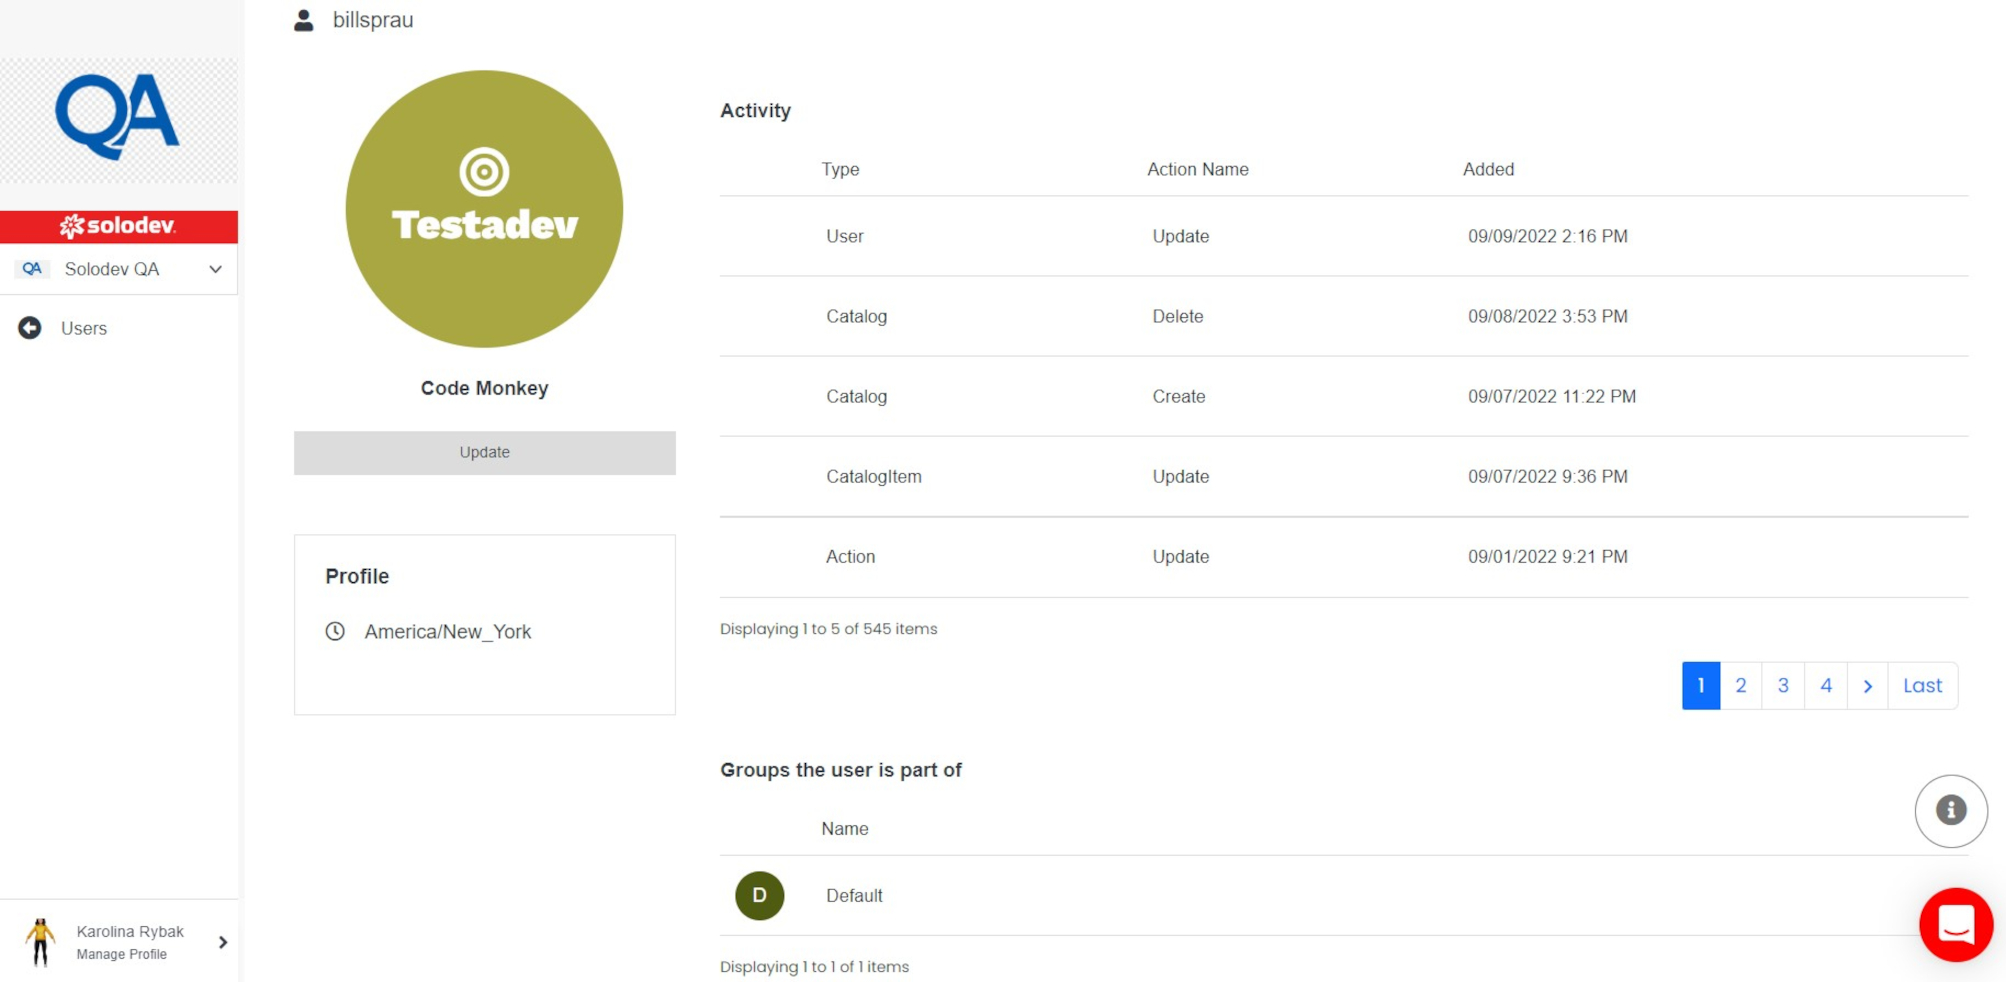 billsprau
QA
solodev
QA Solodev QA
Users
Testadev
Code Monkey
Update
Profile
America/New_York
Activity
Type Action Name Added
User Update 09/09/2022 2:16 PM
Catalog Delete 09/08/2022 3:53 PM
Catalog Create 09/07/2022 11:22 PM
CatalogItem Update 09/07/2022 9:36 PM
Action Update 09/01/2022 9:21 PM
Displaying 1 to 5 of 545 items
1 2 3 4 > Last
Groups the user is part of
Name
D Default
Displaying 1 to 1 of 1 items
Karolina Rybak
Manage Profile